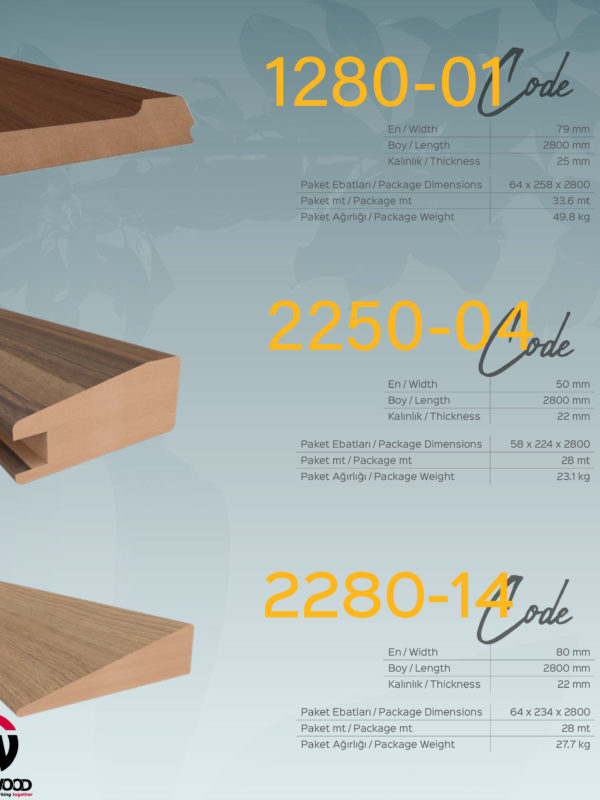 1280-01 Code
En / Width 79 mm
Boy / Length 2800 mm
Kalınlık / Thickness 25 mm
Paket Ebatları / Package Dimensions 64 x 258 x 2800
Paket mt / Package mt 33.6 mt
Paket Ağırlığı / Package Weight 49.8 kg
2250-04 Code
En / Width 50 mm
Boy / Length 2800 mm
Kalınlık / Thickness 22 mm
Paket Ebatları / Package Dimensions 58 x 224 x 2800
Paket mt / Package mt 28 mt
Paket Ağırlığı / Package Weight 23.1 kg
2280-14 Code
En / Width 80 mm
Boy / Length 2800 mm
Kalınlık / Thickness 22 mm
Paket Ebatları / Package Dimensions 64 x 234 x 2800
Paket mt / Package mt 28 mt
Paket Ağırlığı / Package Weight 27.7 kg
WOOD
rking together